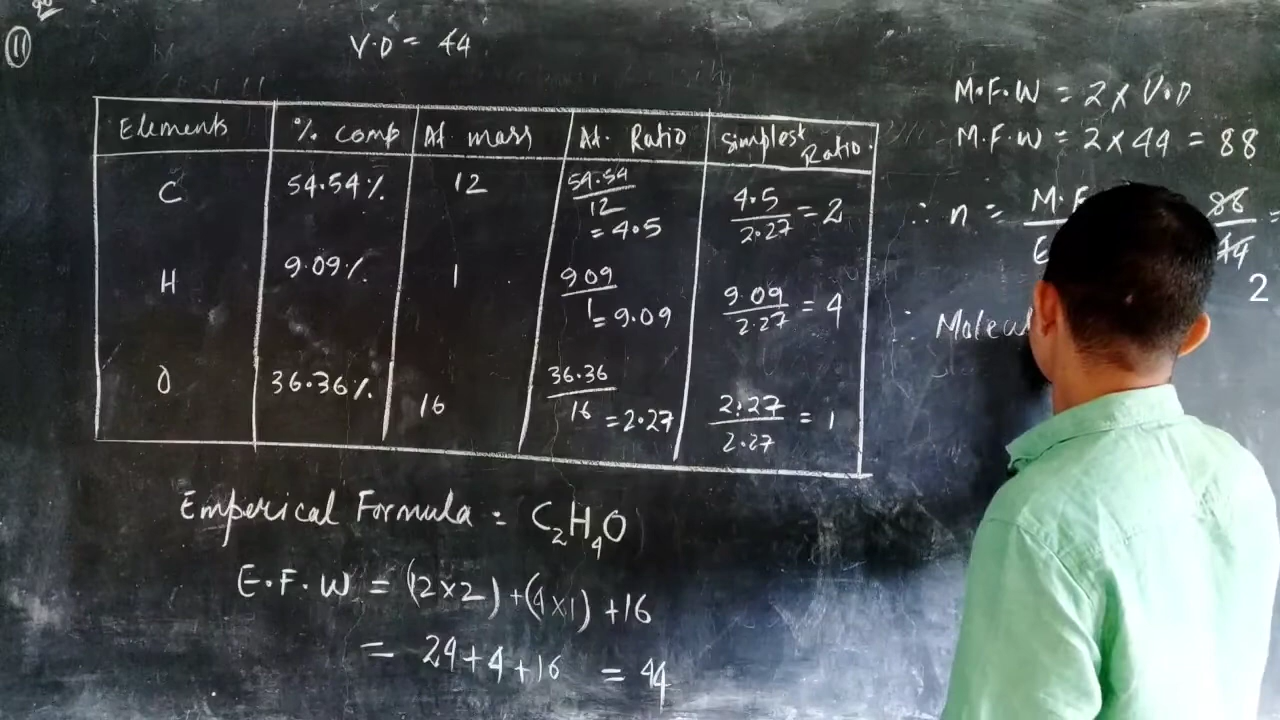 (11)
V.D = 44
Elements | % comp | At. mass | At. Ratio | Simplest Ratio.
C | 54.54% | 12 | 54.54/12 = 4.5 | 4.5/2.27 = 2
H | 9.09% | 1 | 9.09/1 = 9.09 | 9.09/2.27 = 4
O | 36.36% | 16 | 36.36/16 = 2.27 | 2.27/2.27 = 1
Emperical Formula : C₂H₄O
E.F.W = (12×2)+(4×1)+16
= 24+4+16 = 44
M.F.W = 2× V.D
M.F.W = 2×44 = 88
∴ n = 88/44 =
2